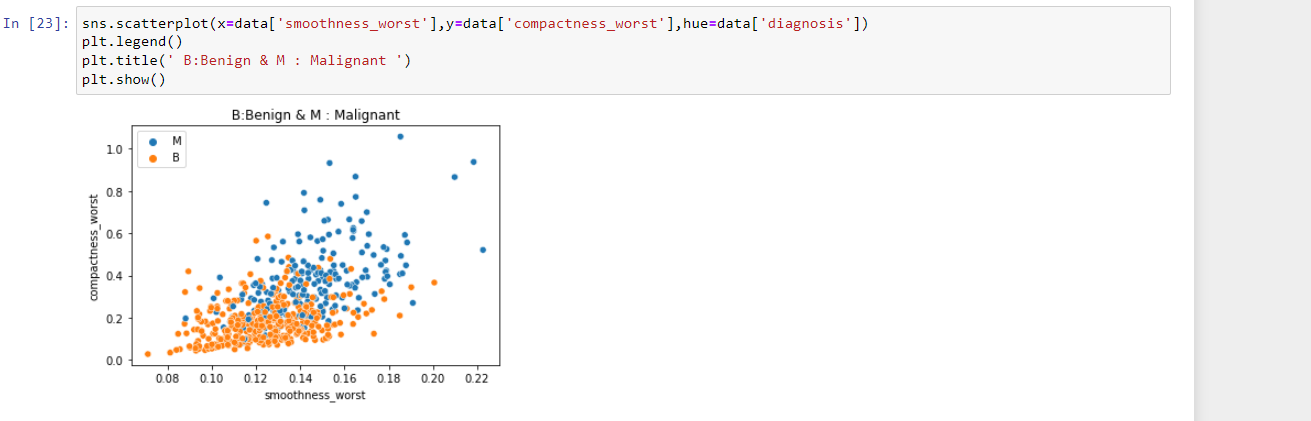 In [23]: sns.scatterplot(x=data['smoothness_worst'],y=data['compactness_worst'],hue=data['diagnosis'])
plt.legend()
plt.title(' B:Benign & M : Malignant ')
plt.show()
B:Benign & M : Malignant
M
B
compactness_worst
1.0
0.8
0.6
0.4
0.2
0.0
0.08 0.10 0.12 0.14 0.16 0.18 0.20 0.22
smoothness_worst